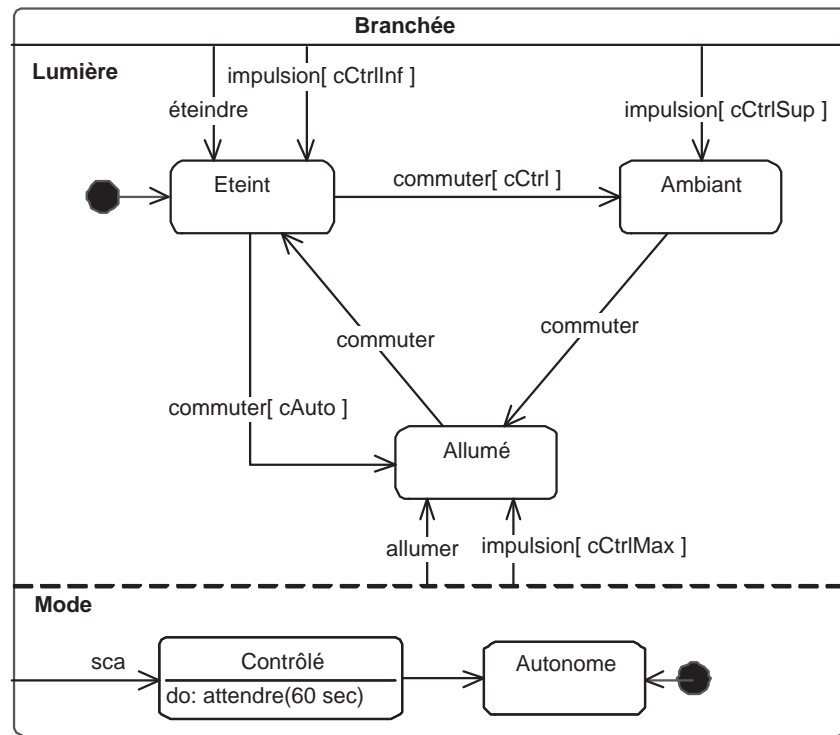 Branchée
Lumière
impulsion[ cCtrlInf ]
éteindre
impulsion[ cCtrlSup ]
Eteint
commuter[ cCtrl ]
Ambiant
commuter
commuter
commuter[ cAuto ]
Allumé
allumer
impulsion[ cCtrlMax ]
Mode
sca
Contrôlé
do: attendre(60 sec)
Autonome